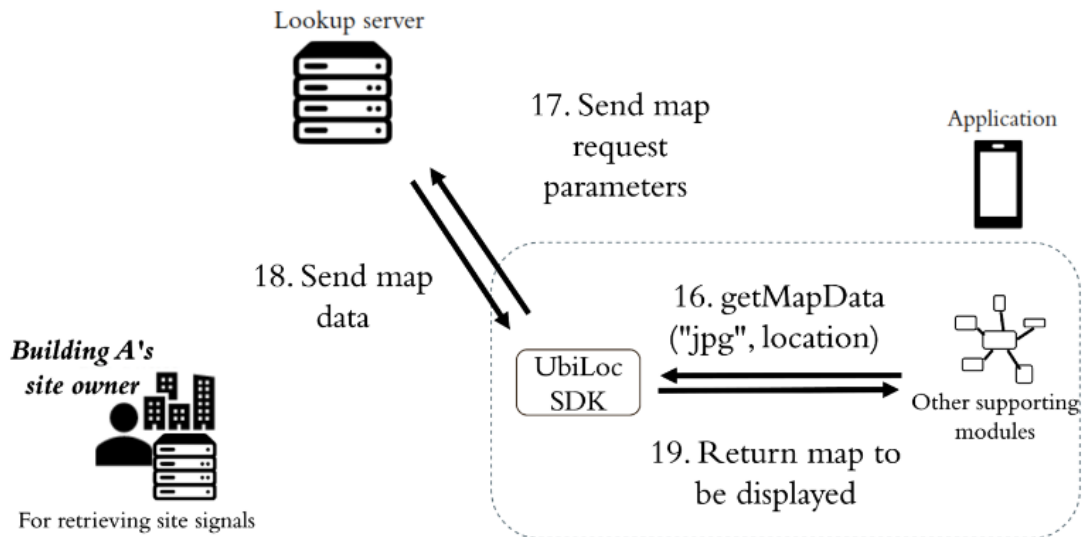 Lookup server
17. Send map
request
parameters
Application
18. Send map
data
16. getMapData
("jpg", location)
Building A's
site owner
UbiLoc
SDK
Other supporting
modules
19. Return map to
be displayed
For retrieving site signals